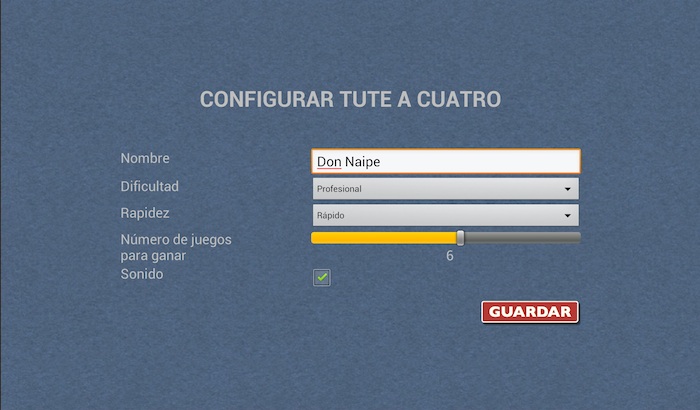 CONFIGURAR TUTE A CUATRO
Nombre
Don Naipe
Dificultad
Profesional
Rapidez
Rápido
Número de juegos
para ganar
6
Sonido
GUARDAR